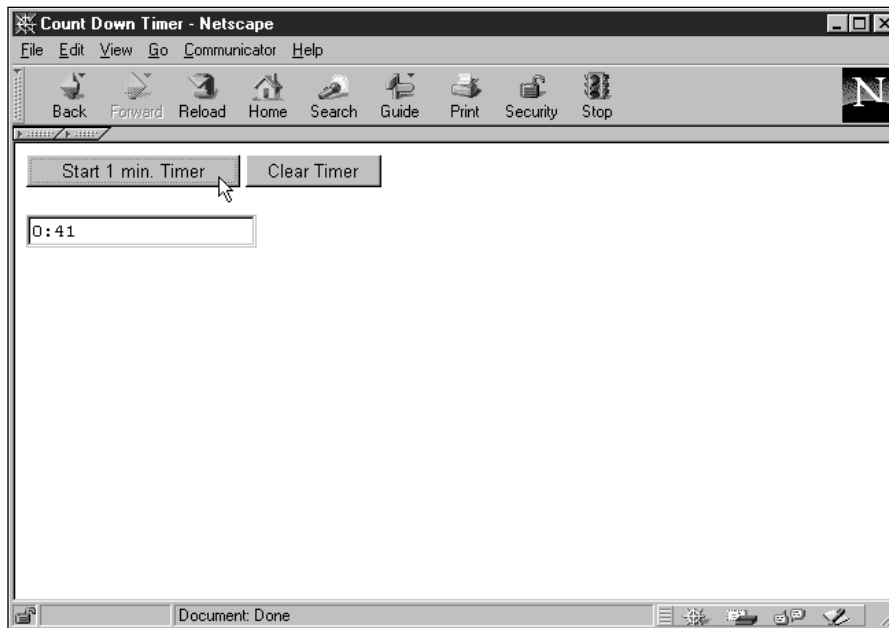 Count Down Timer - Netscape
File Edit View Go Communicator Help
Back Forward Reload Home Search Guide Print Security Stop
N
Start 1 min. Timer Clear Timer
0:41
Document: Done